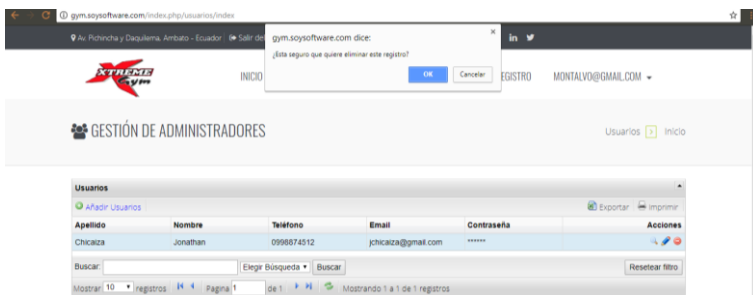 gym.soysoftware.com/index.php/usuarios/index
Av. Pichincha y Daquilema, Ambato - Ecuador Salir del
gym.soysoftware.com dice:
¿Esta seguro que quiere eliminar este registro?
OK Cancelar
XTREME
Gym
INICIO EGISTRO MONTALVO@GMAIL.COM
GESTIÓN DE ADMINISTRADORES Usuarios Inicio
Usuarios
Añadir Usuarios Exportar Imprimir
Apellido Nombre Teléfono Email Contraseña Acciones
Chicaiza Jonathan 0998874512 jchicaiza@gmail.com ******
Buscar: Elegir Búsqueda Buscar Resetear filtro
Mostrar 10 registros Pagina 1 de 1 Mostrando 1 a 1 de 1 registros